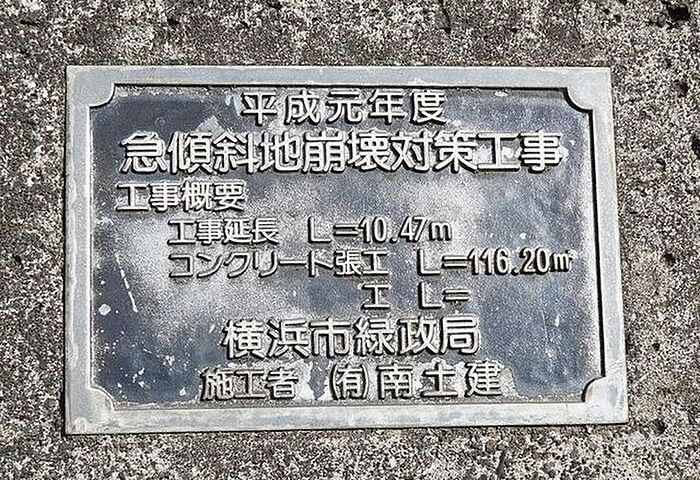 平成元年度
急傾斜地崩壊対策工事
工事概要
工事延長 L=10.47m
コンクリート張工 L=116.20㎡
工 L=
横浜市緑政局
施工者 ㈲南土建